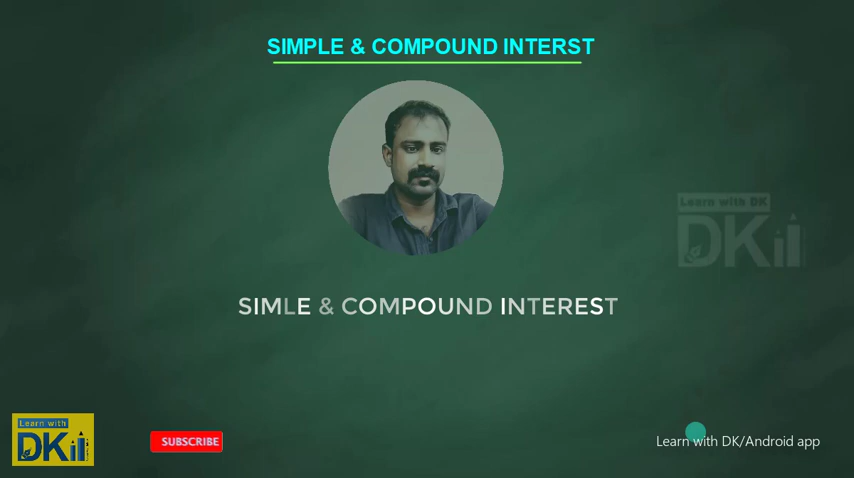 SIMPLE & COMPOUND INTERST
Learn with DK
DK
SIMLE & COMPOUND INTEREST
Learn with
DK
SUBSCRIBE
Learn with DK/Android app